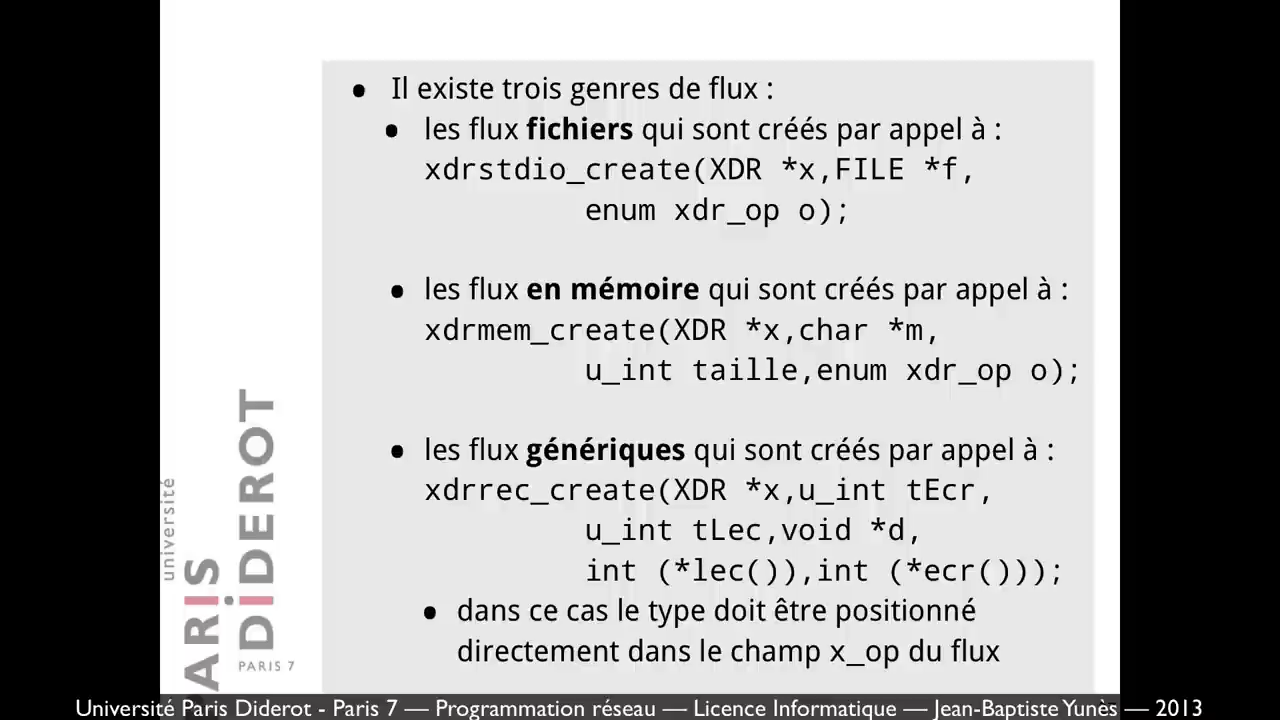 • Il existe trois genres de flux :
• les flux fichiers qui sont créés par appel à :
xdrstdio_create(XDR *x,FILE *f,
enum xdr_op o);
• les flux en mémoire qui sont créés par appel à :
xdrmem_create(XDR *x,char *m,
u_int taille,enum xdr_op o);
• les flux génériques qui sont créés par appel à :
xdrrec_create(XDR *x,u_int tEcr,
u_int tLec,void *d,
int (*lec()),int (*ecr()));
• dans ce cas le type doit être positionné
directement dans le champ x_op du flux
université
PARIS
DiDEROT
PARIS 7
Université Paris Diderot - Paris 7 — Programmation réseau — Licence Informatique — Jean-Baptiste Yunès — 2013